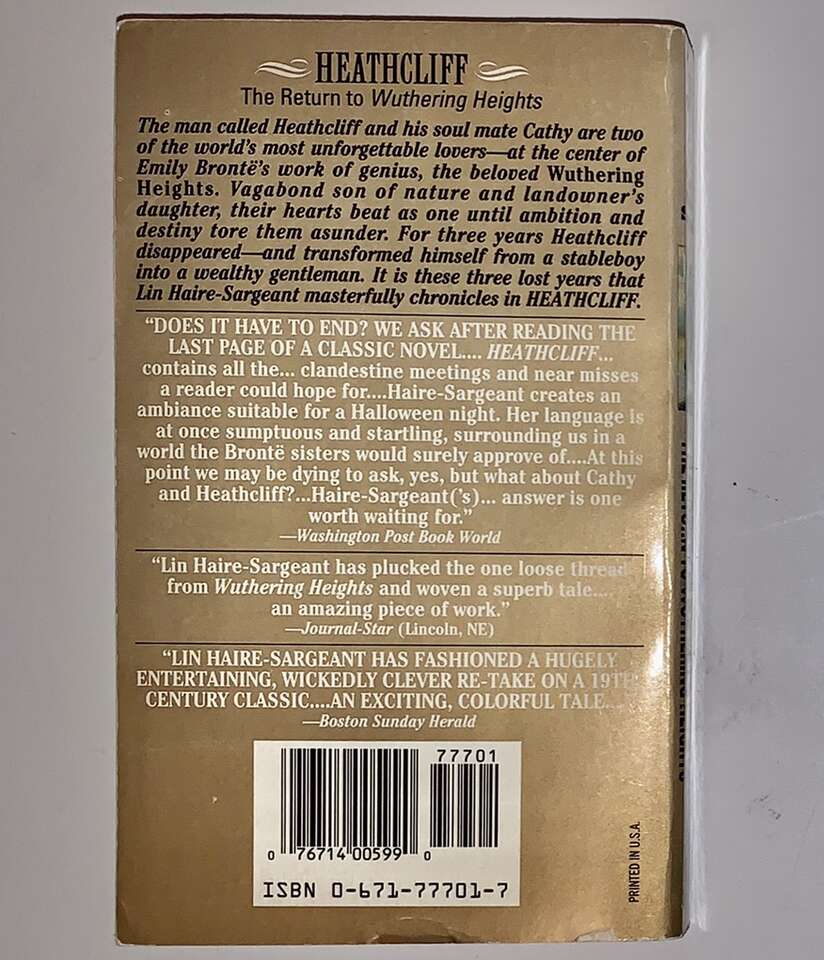 HEATHCLIFF
The Return to Wuthering Heights
The man called Heathcliff and his soul mate Cathy are two
of the world's most unforgettable lovers—at the center of
Emily Brontë's work of genius, the beloved Wuthering
Heights. Vagabond son of nature and landowner's
daughter, their hearts beat as one until ambition and
destiny tore them asunder. For three years Heathcliff
disappeared—and transformed himself from a stableboy
into a wealthy gentleman. It is these three lost years that
Lin Haire-Sargeant masterfully chronicles in HEATHCLIFF.
"DOES IT HAVE TO END? WE ASK AFTER READING THE
LAST PAGE OF A CLASSIC NOVEL.... HEATHCLIFF...
contains all the... clandestine meetings and near misses
a reader could hope for....Haire-Sargeant creates an
ambiance suitable for a Halloween night. Her language is
at once sumptuous and startling, surrounding us in a
world the Brontë sisters would surely approve of....At this
point we may be dying to ask, yes, but what about Cathy
and Heathcliff?...Haire-Sargeant('s)... answer is one
worth waiting for."
—Washington Post Book World
"Lin Haire-Sargeant has plucked the one loose thread
from Wuthering Heights and woven a superb tale....
an amazing piece of work."
—Journal-Star (Lincoln, NE)
"LIN HAIRE-SARGEANT HAS FASHIONED A HUGELY
ENTERTAINING, WICKEDLY CLEVER RE-TAKE ON A 19TH
CENTURY CLASSIC....AN EXCITING, COLORFUL TALE...
—Boston Sunday Herald
77701
0 76714 00599 0
ISBN 0-671-77701-7
PRINTED IN U.S.A.